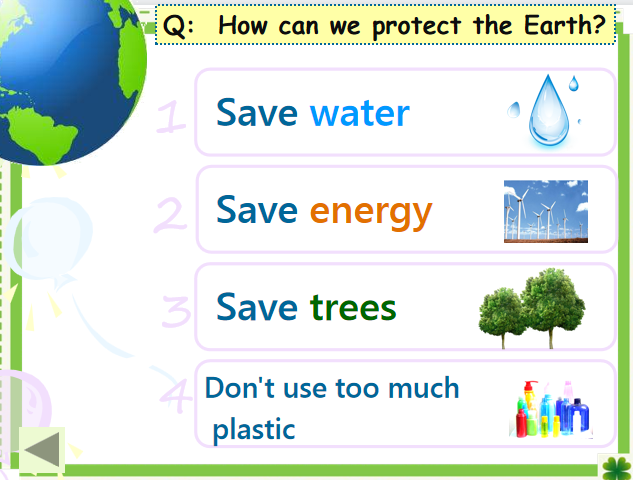 Q: How can we protect the Earth?
1 Save water
2 Save energy
3 Save trees
4 Don't use too much
plastic